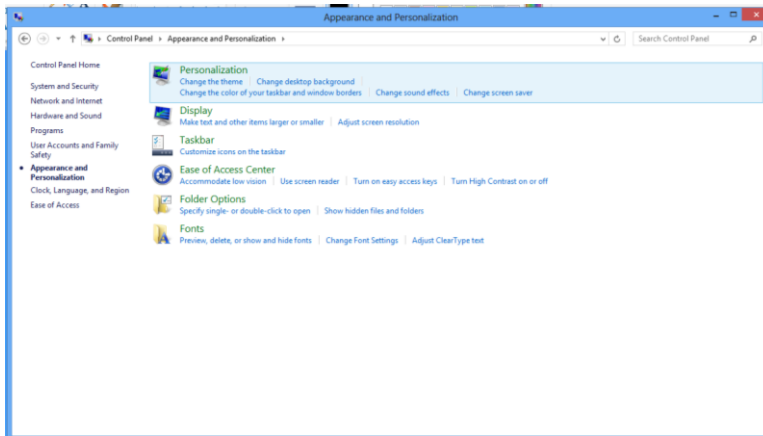 Appearance and Personalization
Control Panel Appearance and Personalization
Search Control Panel
Control Panel Home
System and Security
Network and Internet
Hardware and Sound
Programs
User Accounts and Family
Safety
Appearance and
Personalization
Clock, Language, and Region
Ease of Access
Personalization
Change the theme Change desktop background
Change the color of your taskbar and window borders Change sound effects Change screen saver
Display
Make text and other items larger or smaller Adjust screen resolution
Taskbar
Customize icons on the taskbar
Ease of Access Center
Accommodate low vision Use screen reader Turn on easy access keys Turn High Contrast on or off
Folder Options
Specify single- or double-click to open Show hidden files and folders
Fonts
Preview, delete, or show and hide fonts Change Font Settings Adjust ClearType text